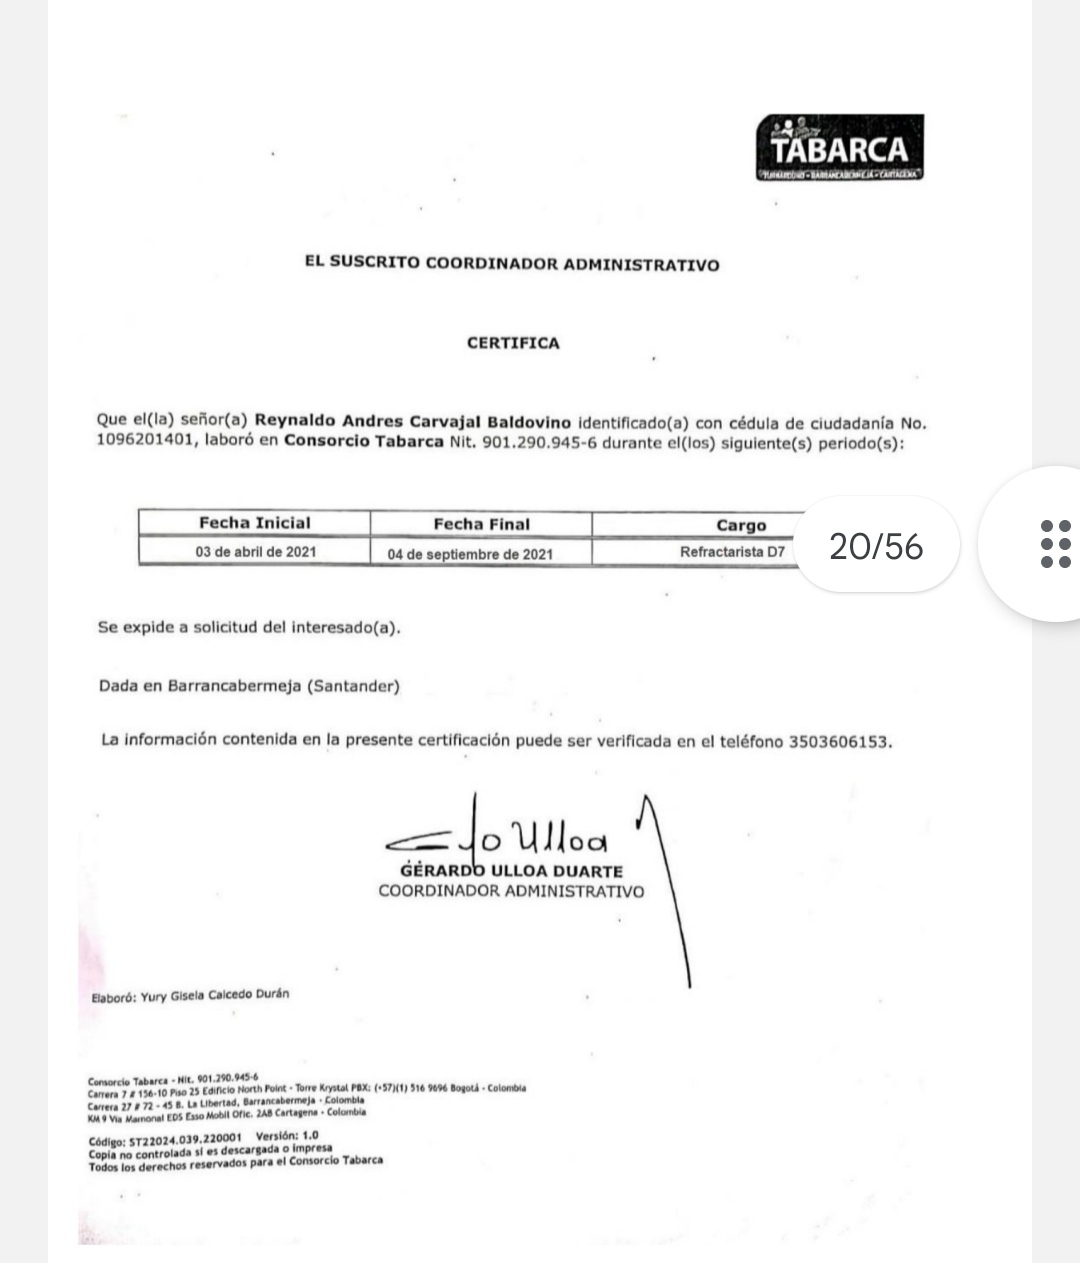 TABARCA
TURBACO - BARRANCABERMEJA - CARTAGENA
EL SUSCRITO COORDINADOR ADMINISTRATIVO
CERTIFICA
Que el(la) señor(a) Reynaldo Andres Carvajal Baldovino identificado(a) con cédula de ciudadanía No.
1096201401, laboró en Consorcio Tabarca Nit. 901.290.945-6 durante el(los) siguiente(s) periodo(s):
Fecha Inicial Fecha Final Cargo
03 de abril de 2021 04 de septiembre de 2021 Refractarista D7
20/56
Se expide a solicitud del interesado(a).
Dada en Barrancabermeja (Santander)
La información contenida en la presente certificación puede ser verificada en el teléfono 3503606153.
Ulloa
GERARDO ULLOA DUARTE
COORDINADOR ADMINISTRATIVO
Elaboró: Yury Gisela Caicedo Durán
Consorcio Tabarca - Nit. 901.290.945-6
Carrera 7 # 156-10 Piso 25 Edificio North Point - Torre Krystal PBX: (+57)(1) 516 9696 Bogotá - Colombia
Carrera 27 # 72 - 45 B. La Libertad, Barrancabermeja - Colombia
KM 9 Vía Mamonal EDS Esso Mobil Ofic. 2AB Cartagena - Colombia
Código: ST22024.039.220001 Versión: 1.0
Copia no controlada si es descargada o impresa
Todos los derechos reservados para el Consorcio Tabarca